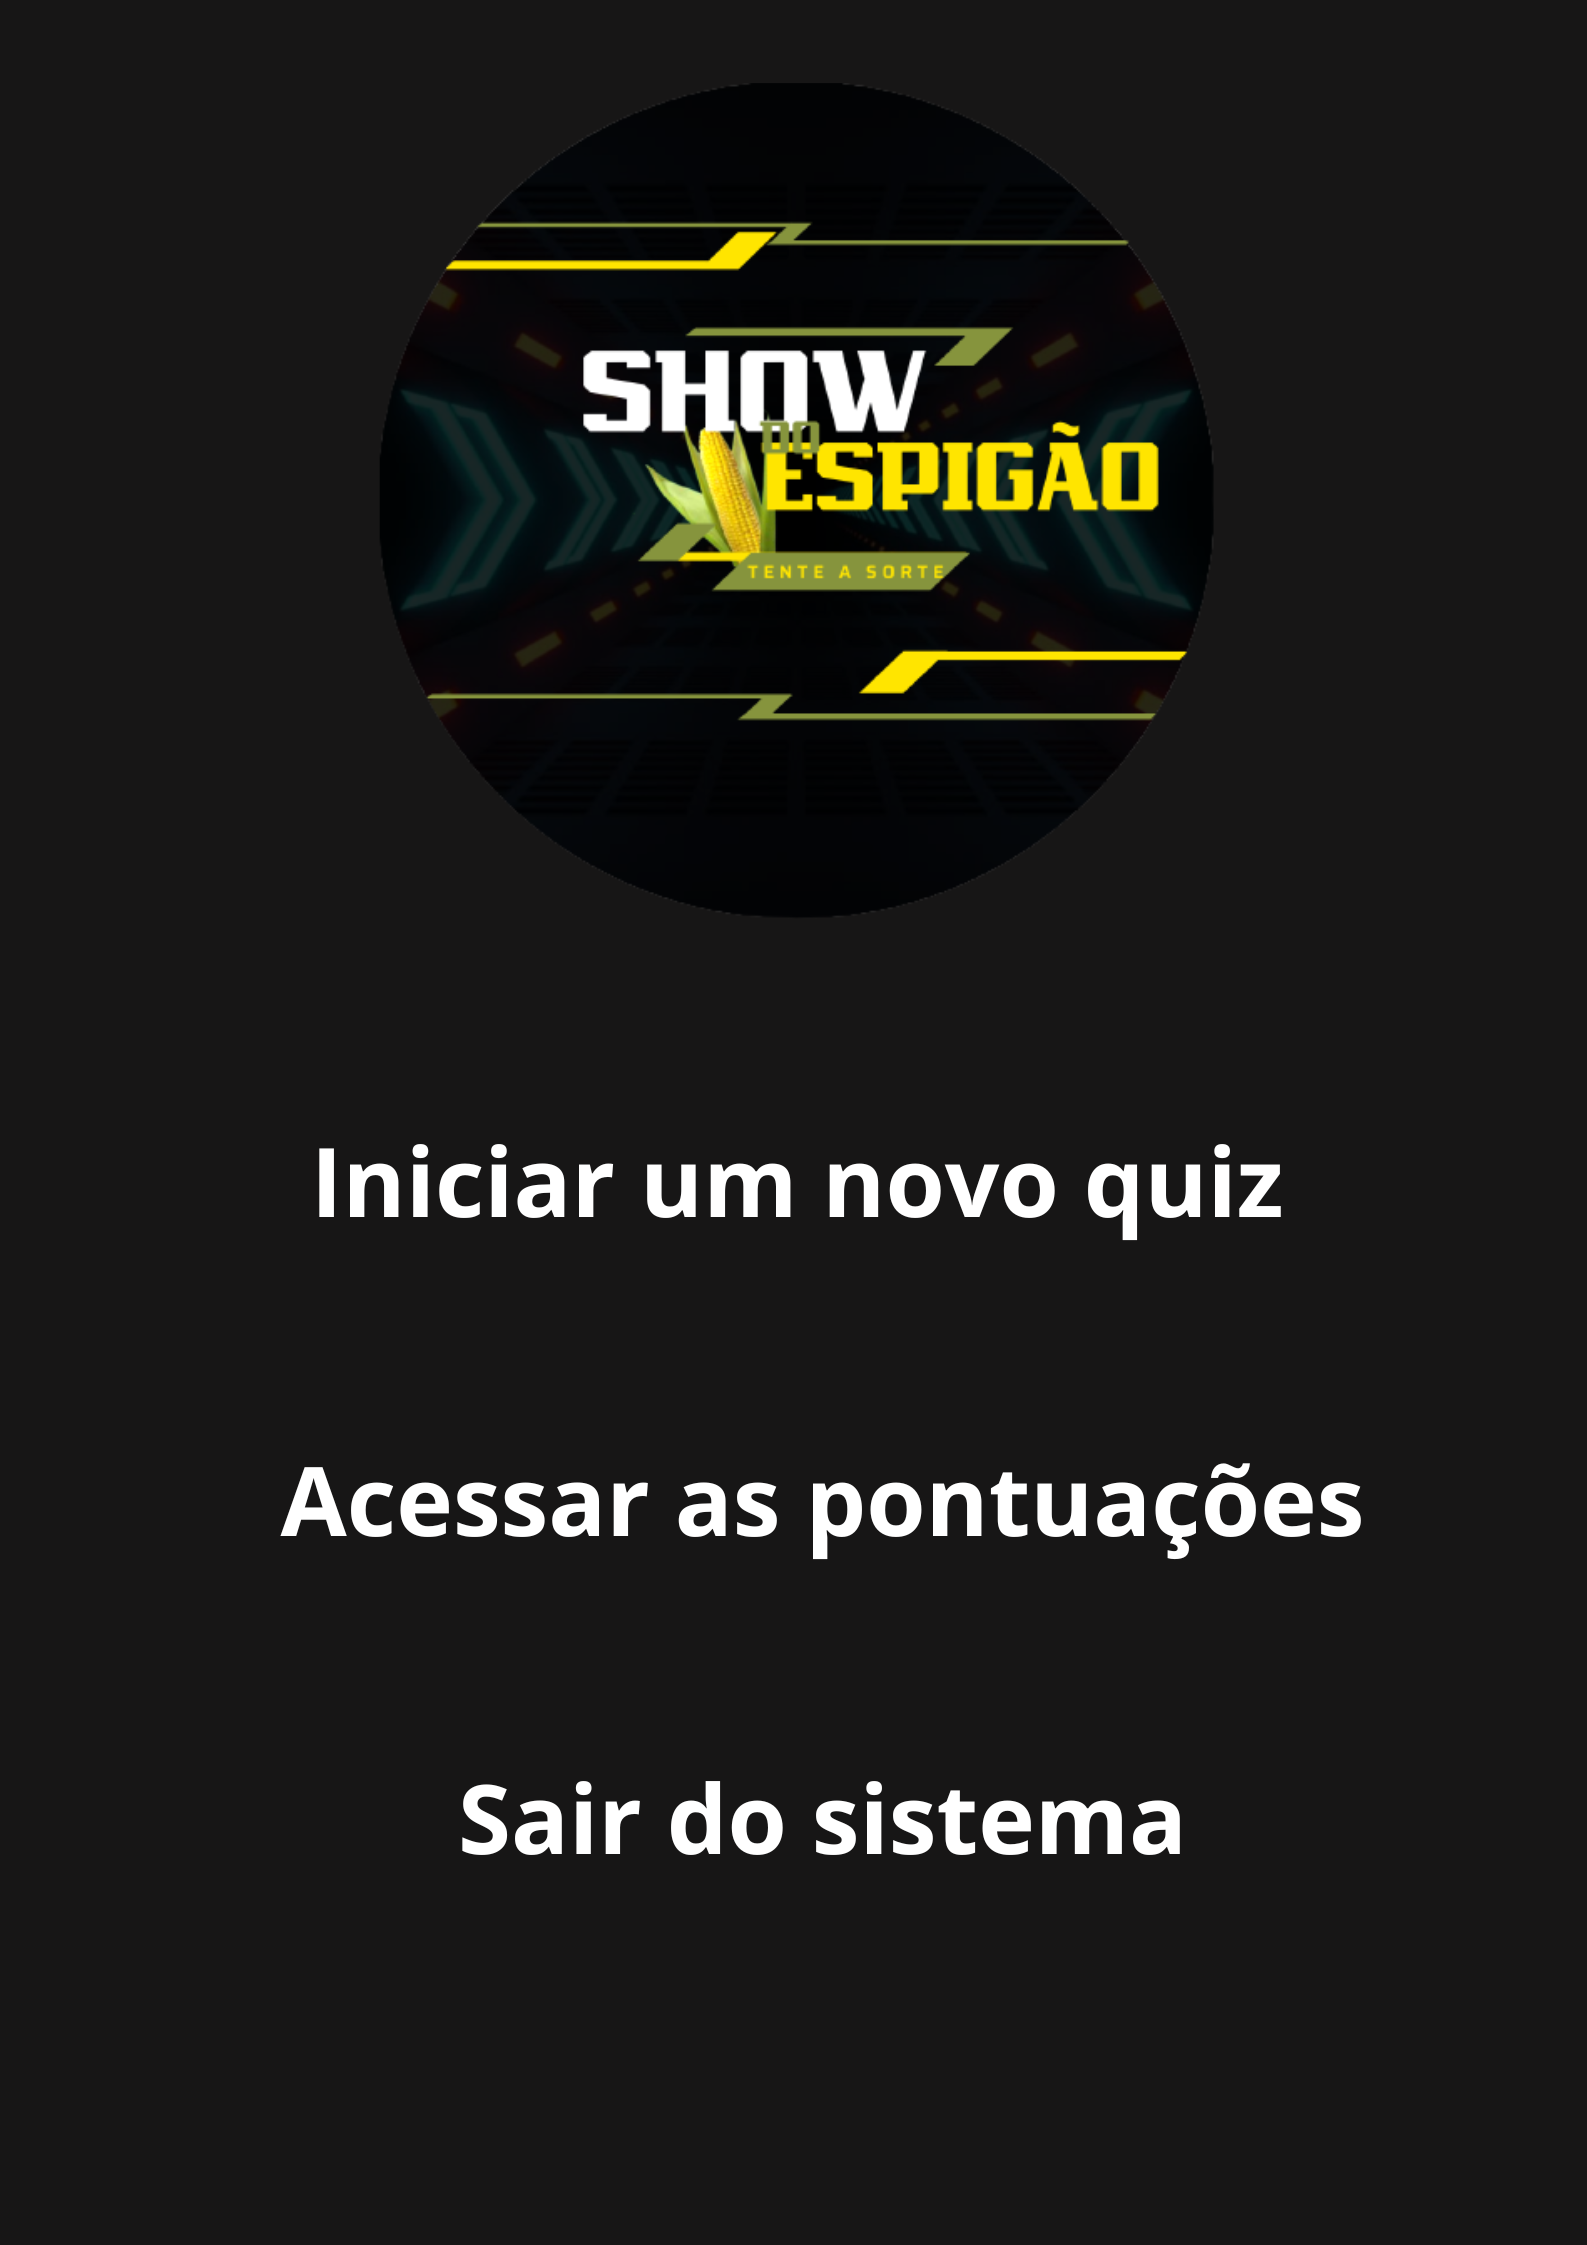 SHOW
DO
ESPIGÃO
TENTE A SORTE
Iniciar um novo quiz
Acessar as pontuações
Sair do sistema